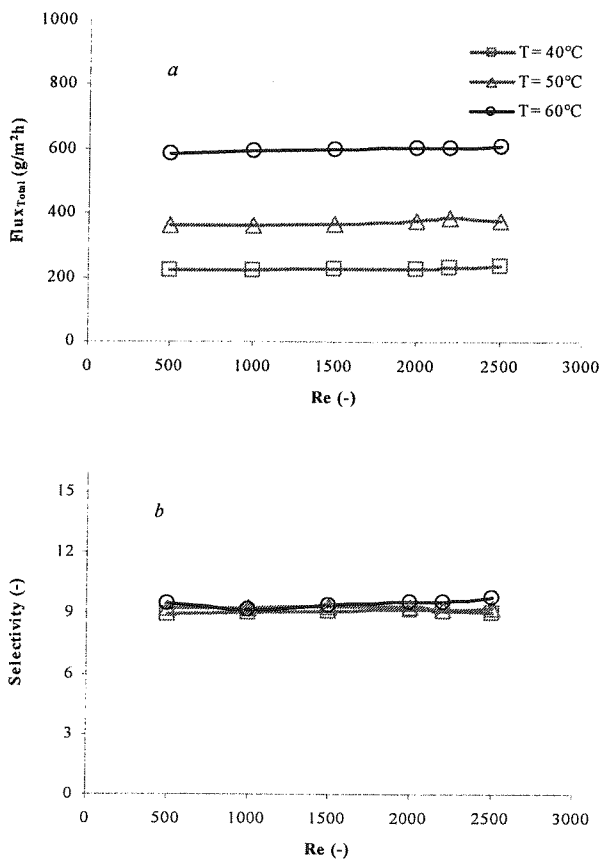 1000
800
600
400
200
0
Flux_Total (g/m²h)
a
T = 40°C
T = 50°C
T = 60°C
0 500 1000 1500 2000 2500 3000
Re (-)
15
12
9
6
3
0
Selectivity (-)
b
0 500 1000 1500 2000 2500 3000
Re (-)